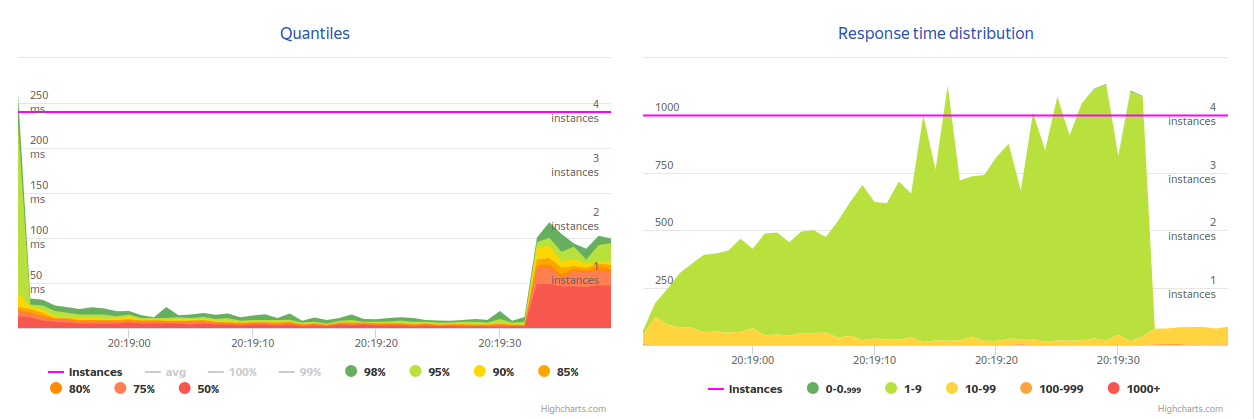 Quantiles
250
ms
200
ms
150
ms
100
ms
50
ms
4
instances
3
instances
2
instances
1
instances
20:19:00
20:19:10
20:19:20
20:19:30
Instances avg 100% 99% 98% 95% 90% 85%
80% 75% 50%
Highcharts.com
Response time distribution
1000
750
500
250
4
instances
3
instances
2
instances
1
instances
20:19:00
20:19:10
20:19:20
20:19:30
Instances 0-0.999 1-9 10-99 100-999 1000+
Highcharts.com